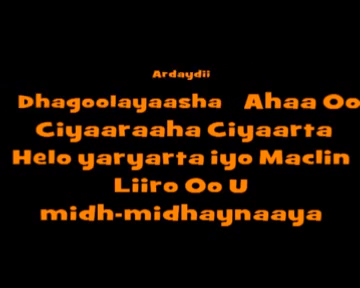 Ardaydii
Dhagoolayaasha Ahaa Oo
Ciyaaraaha Ciyaarta
Helo yaryarta iyo Maclin
Liiro Oo U
midh-midhaynaaya